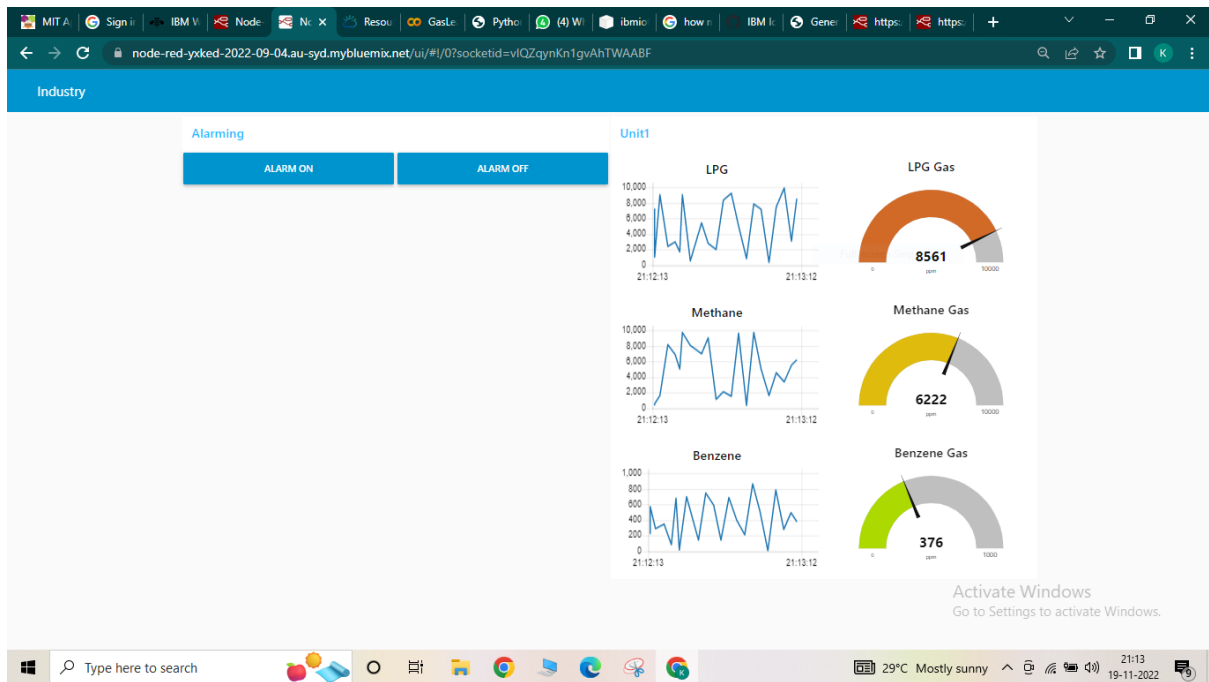 MIT A
Sign in
IBM W
Node-
No
Resou
GasLea
Pytho
(4) Wh
ibmiot
how n
IBM Ic
Gener
https:
https:
node-red-yxked-2022-09-04.au-syd.mybluemix.net/ui/#!/0?socketid=vIQZqynKn1gvAhTWAABF
K
Industry
Alarming
ALARM ON
ALARM OFF
Unit1
LPG
10,000
8,000
6,000
4,000
2,000
0
21:12:13
21:13:12
LPG Gas
8561
ppm
0
10000
Methane
10,000
8,000
6,000
4,000
2,000
0
21:12:13
21:13:12
Methane Gas
6222
ppm
0
10000
Benzene
1,000
800
600
400
200
0
21:12:13
21:13:12
Benzene Gas
376
ppm
0
1000
Activate Windows
Go to Settings to activate Windows.
Type here to search
29°C Mostly sunny
21:13
19-11-2022
9